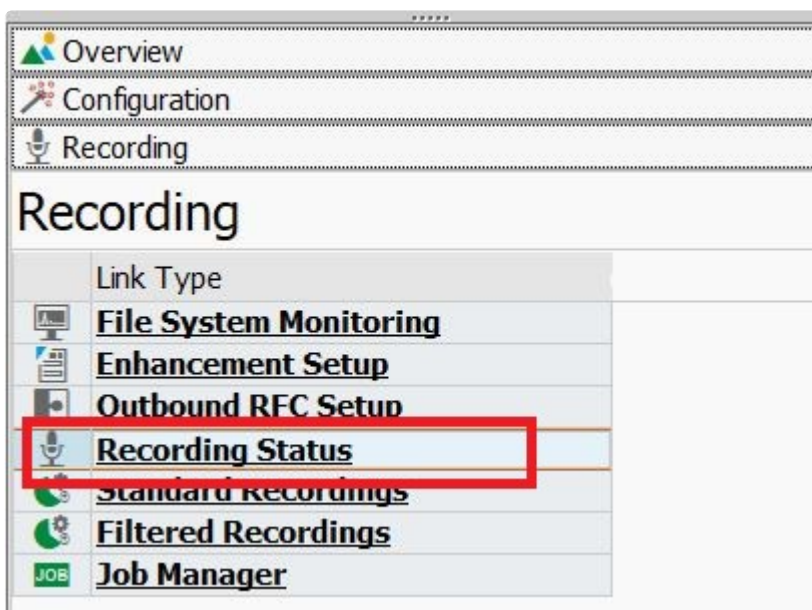 Overview
Configuration
Recording
Recording
Link Type
File System Monitoring
Enhancement Setup
Outbound RFC Setup
Recording Status
Standard Recordings
Filtered Recordings
JOB Job Manager